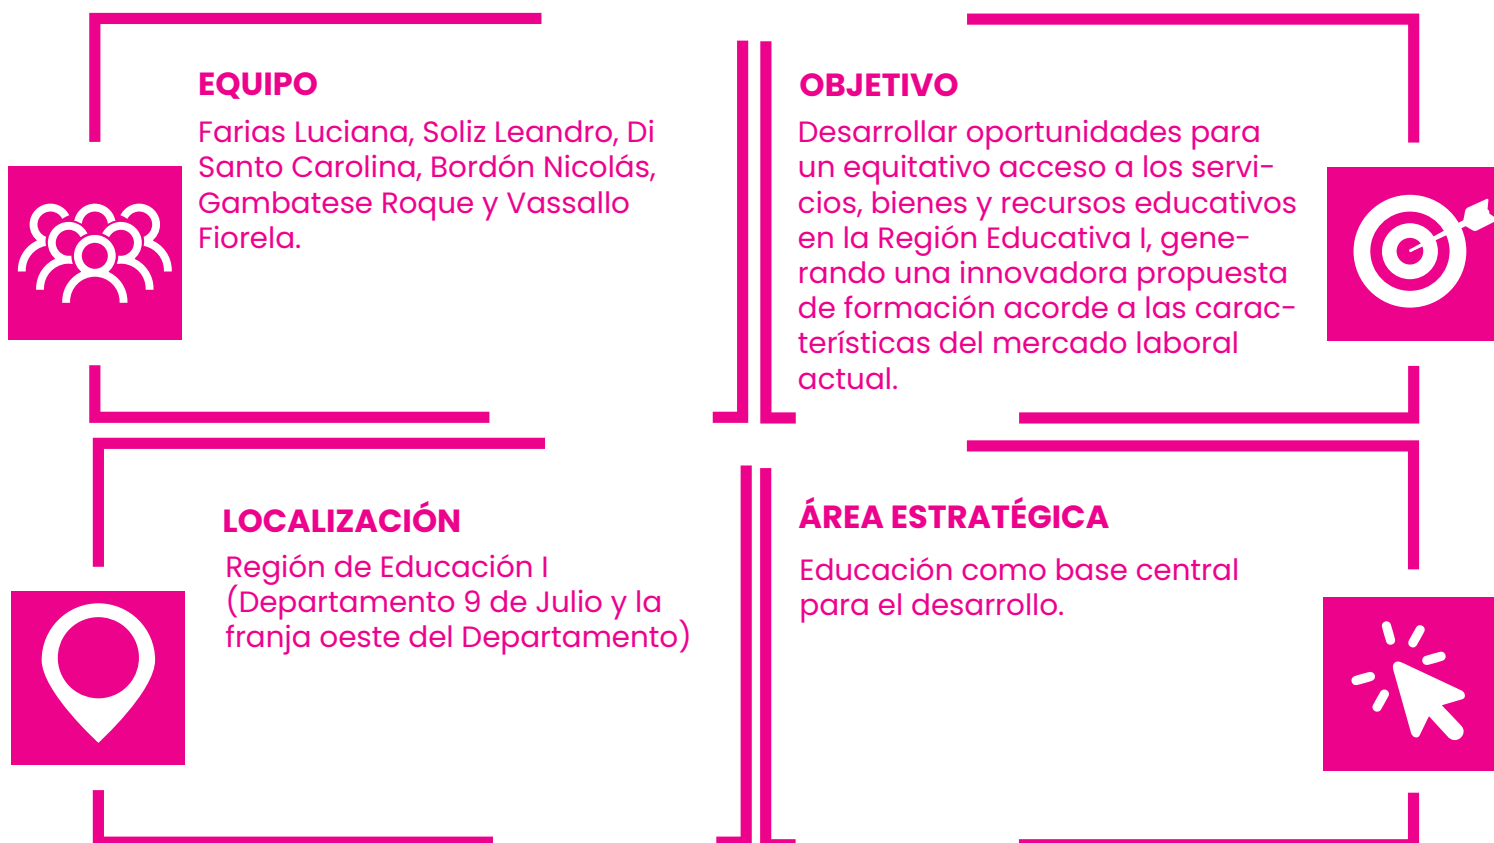 EQUIPO
Farias Luciana, Soliz Leandro, Di
Santo Carolina, Bordón Nicolás,
Gambatese Roque y Vassallo
Fiorela.
OBJETIVO
Desarrollar oportunidades para
un equitativo acceso a los servi-
cios, bienes y recursos educativos
en la Región Educativa I, gene-
rando una innovadora propuesta
de formación acorde a las carac-
terísticas del mercado laboral
actual.
LOCALIZACIÓN
Región de Educación I
(Departamento 9 de Julio y la
franja oeste del Departamento)
ÁREA ESTRATÉGICA
Educación como base central
para el desarrollo.